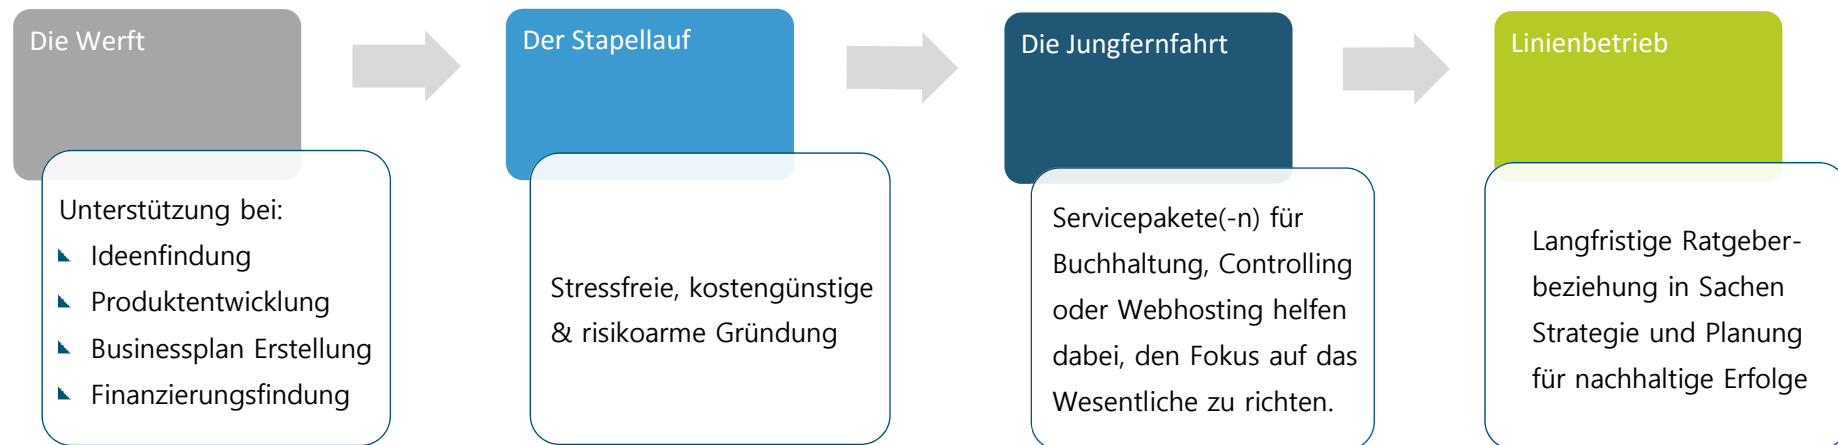 Die Werft
Unterstützung bei:
Ideenfindung
Produktentwicklung
Businessplan Erstellung
Finanzierungsfindung
Der Stapellauf
Stressfreie, kostengünstige
& risikoarme Gründung
Die Jungfernfahrt
Servicepakete(-n) für
Buchhaltung, Controlling
oder Webhosting helfen
dabei, den Fokus auf das
Wesentliche zu richten.
Linienbetrieb
Langfristige Ratgeber-
beziehung in Sachen
Strategie und Planung
für nachhaltige Erfolge